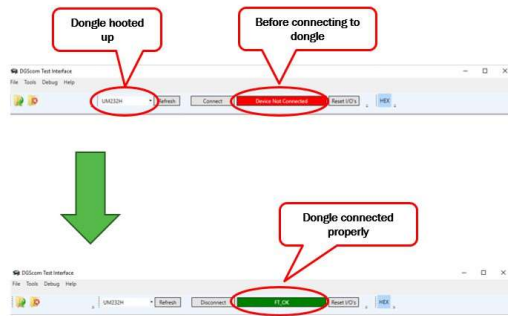 Dongle hooted
up
Before connecting to
dongle
DGScom Test Interface
File Tools Debug Help
UM232H Refresh Connect Device Not Connected Reset I/O's HEX
Dongle connected
properly
DGScom Test Interface
File Tools Debug Help
UM232H Refresh Disconnect FT_OK Reset I/O's HEX